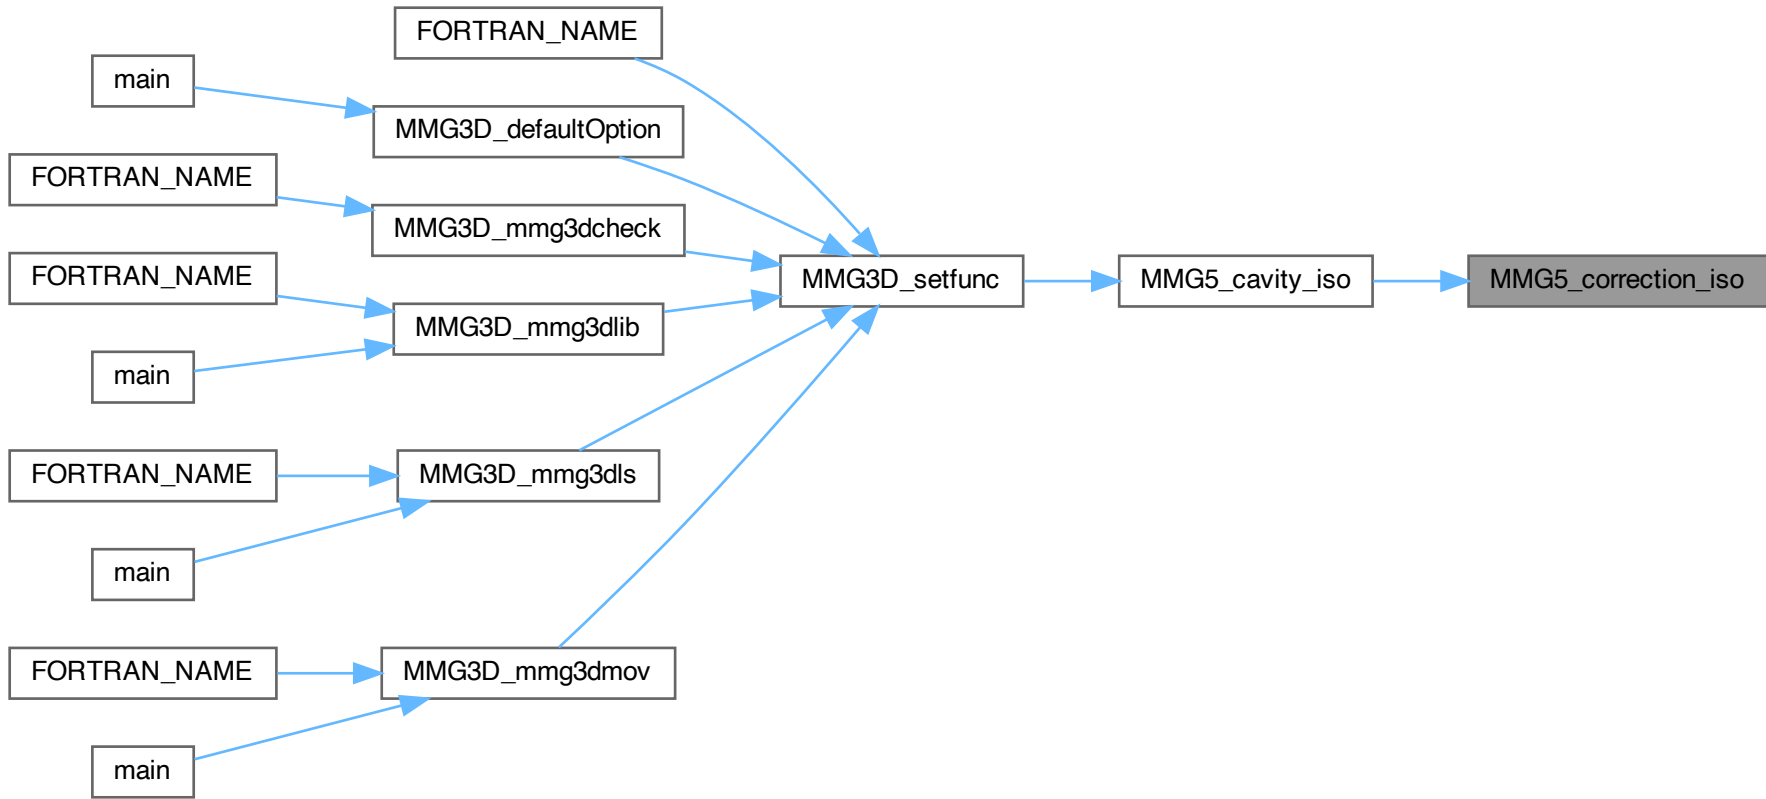 FORTRAN_NAME
main
MMG3D_defaultOption
FORTRAN_NAME
MMG3D_mmg3dcheck
FORTRAN_NAME
MMG3D_setfunc
MMG5_cavity_iso
MMG5_correction_iso
MMG3D_mmg3dlib
main
FORTRAN_NAME
MMG3D_mmg3dls
main
FORTRAN_NAME
MMG3D_mmg3dmov
main